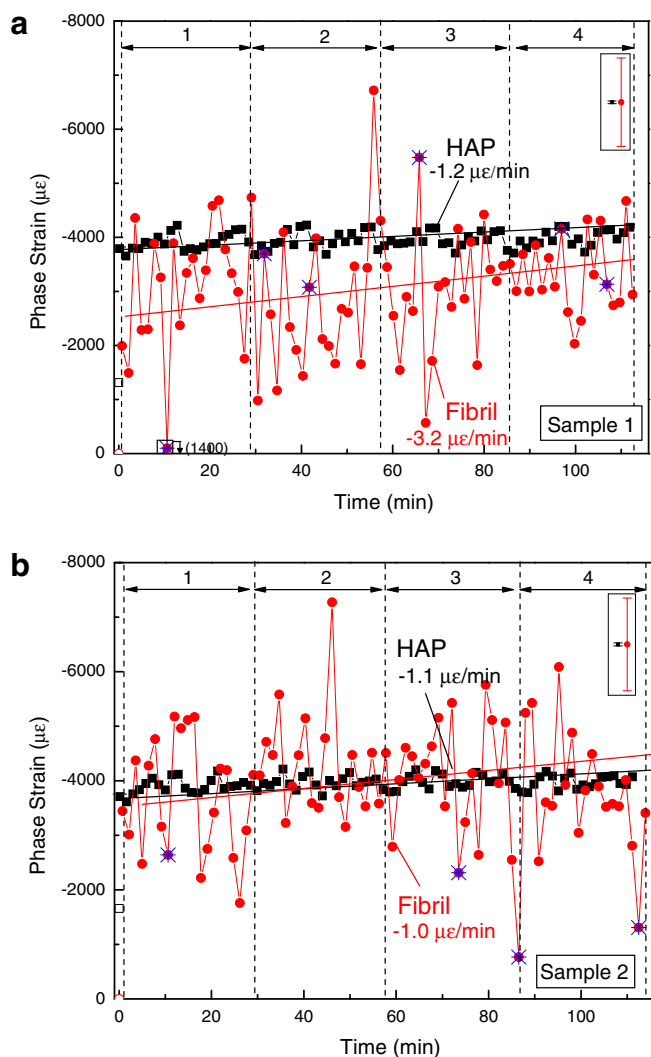 a
-8000
1 2 3 4
-6000
HAP
-1.2 με/min
-4000
Phase Strain (με)
-2000
Fibril
-3.2 με/min
Sample 1
(1400)
0
0 20 40 60 80 100
Time (min)
b
-8000
1 2 3 4
-6000
HAP
-1.1 με/min
-4000
Phase Strain (με)
-2000
Fibril
-1.0 με/min
Sample 2
0
0 20 40 60 80 100
Time (min)